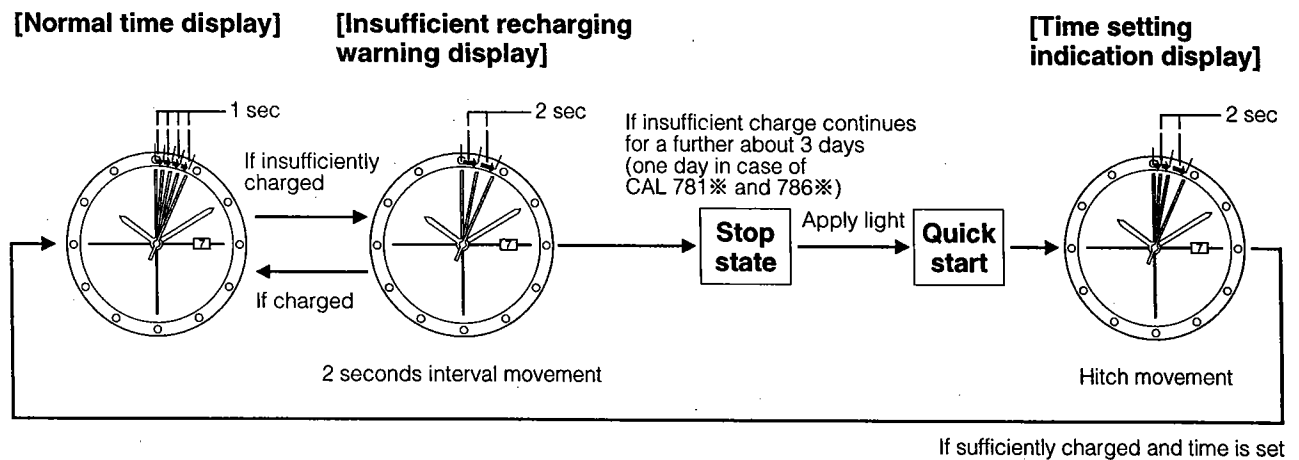 [Normal time display]
[Insufficient recharging
warning display]
[Time setting
indication display]
1 sec
2 sec
2 sec
If insufficient charge continues
for a further about 3 days
(one day in case of
CAL 781※ and 786※)
If insufficiently
charged
7
7
Stop
state
Apply light
Quick
start
7
If charged
2 seconds interval movement
Hitch movement
If sufficiently charged and time is set